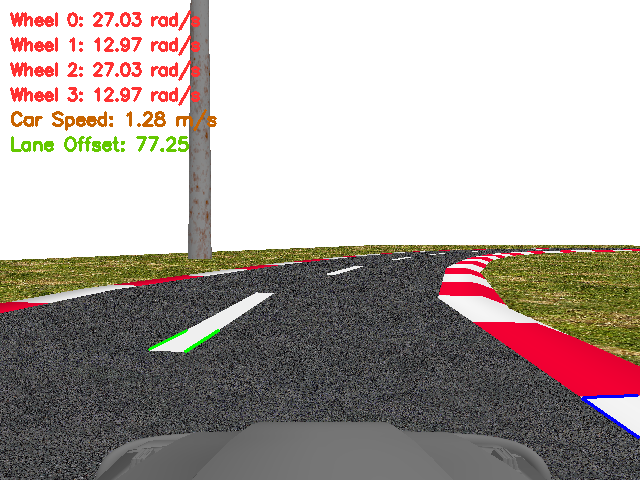 Wheel 0: 27.03 rad/s
Wheel 1: 12.97 rad/s
Wheel 2: 27.03 rad/s
Wheel 3: 12.97 rad/s
Car Speed: 1.28 m/s
Lane Offset: 77.25